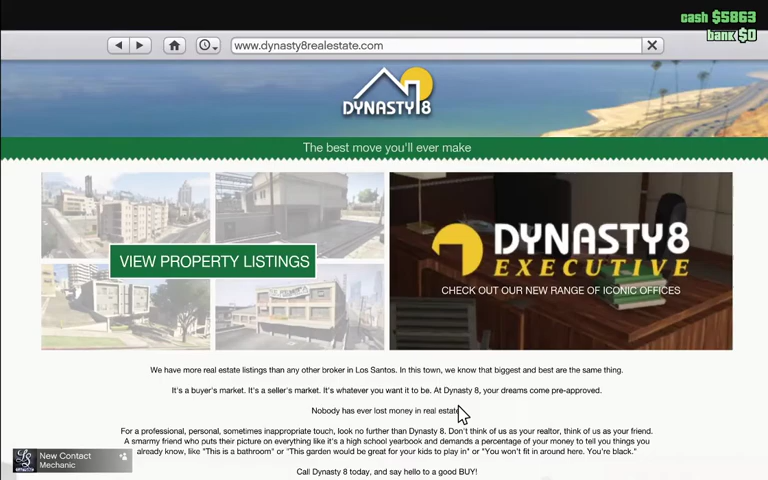 cash $5863
bank $0
www.dynasty8realestate.com
DYNASTY 8
The best move you'll ever make
VIEW PROPERTY LISTINGS
DYNASTY 8
EXECUTIVE
CHECK OUT OUR NEW RANGE OF ICONIC OFFICES
We have more real estate listings than any other broker in Los Santos. In this town, we know that biggest and best are the same thing.
It's a buyer's market. It's a seller's market. It's whatever you want it to be. At Dynasty 8, your dreams come pre-approved.
Nobody has ever lost money in real estate
For a professional, personal, sometimes inappropriate touch, look no further than Dynasty 8. Don't think of us as your realtor, think of us as your friend.
A smarmy friend who puts their picture on everything like it's a high school yearbook and demands a percentage of your money to tell you things you
already know, like "This is a bathroom" or "This garden would be great for your kids to play in" or "You won't fit in around here. You're black."
Call Dynasty 8 today, and say hello to a good BUY!
New Contact
Mechanic